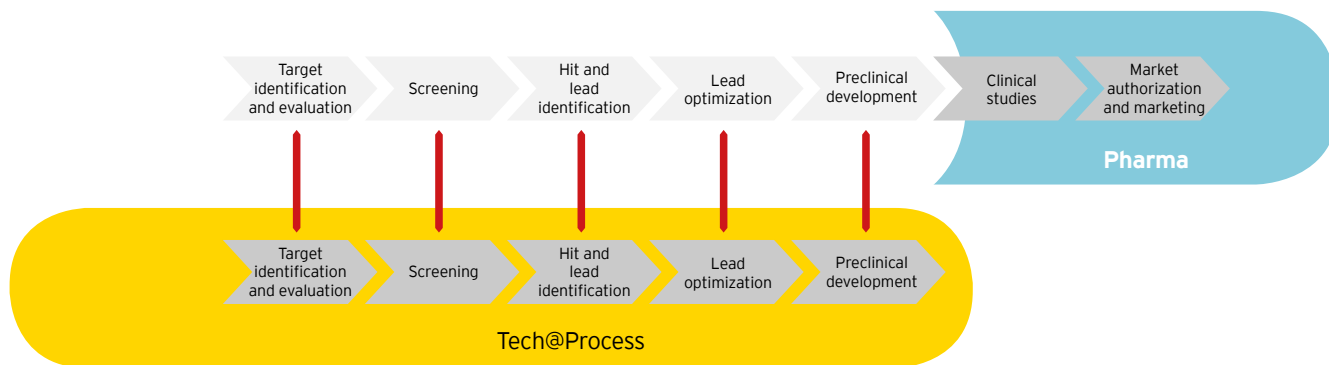 Target
identification
and evaluation
Screening
Hit and
lead
identification
Lead
optimization
Preclinical
development
Clinical
studies
Market
authorization
and marketing
Pharma
Target
identification
and evaluation
Screening
Hit and
lead
identification
Lead
optimization
Preclinical
development
Tech@Process